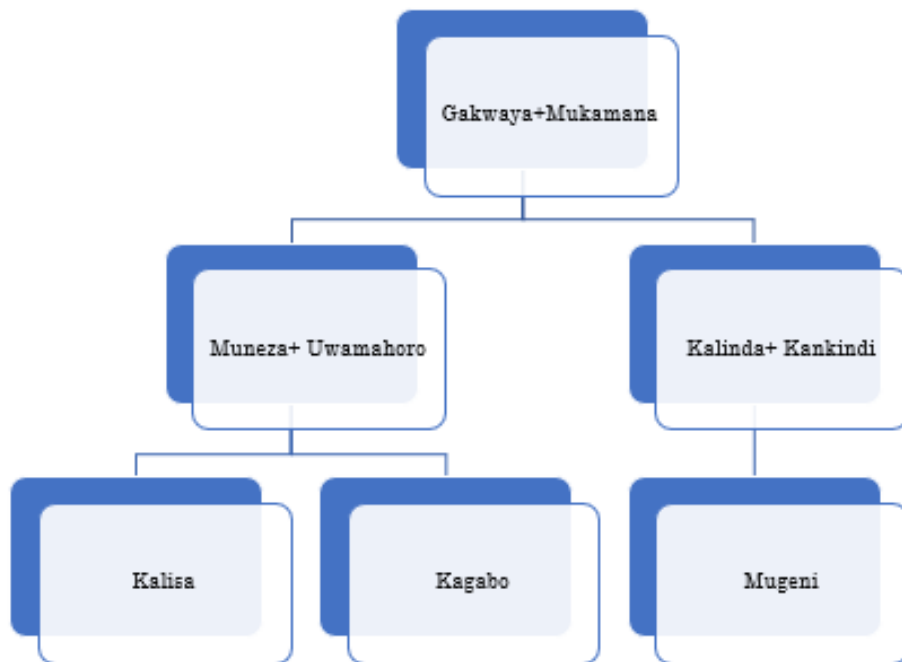 Gakwaya+Mukamana
Muneza+ Uwamahoro
Kalinda+ Kankindi
Kalisa
Kagabo
Mugeni